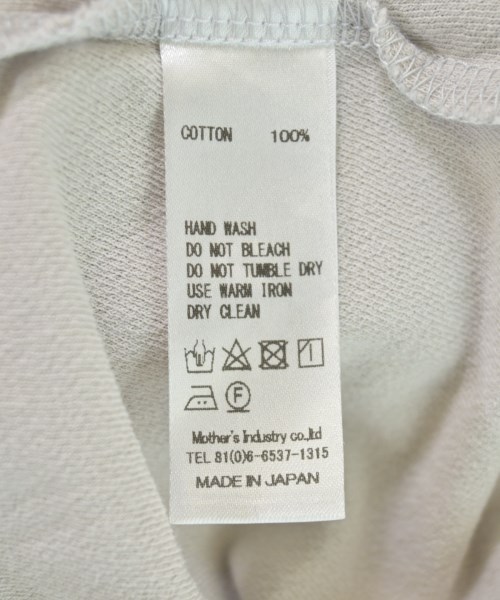 COTTON 100%
HAND WASH
DO NOT BLEACH
DO NOT TUMBLE DRY
USE WARM IRON
DRY CLEAN
F
Mother's Industry co.,ltd
TEL 81(0)6-6537-1315
MADE IN JAPAN